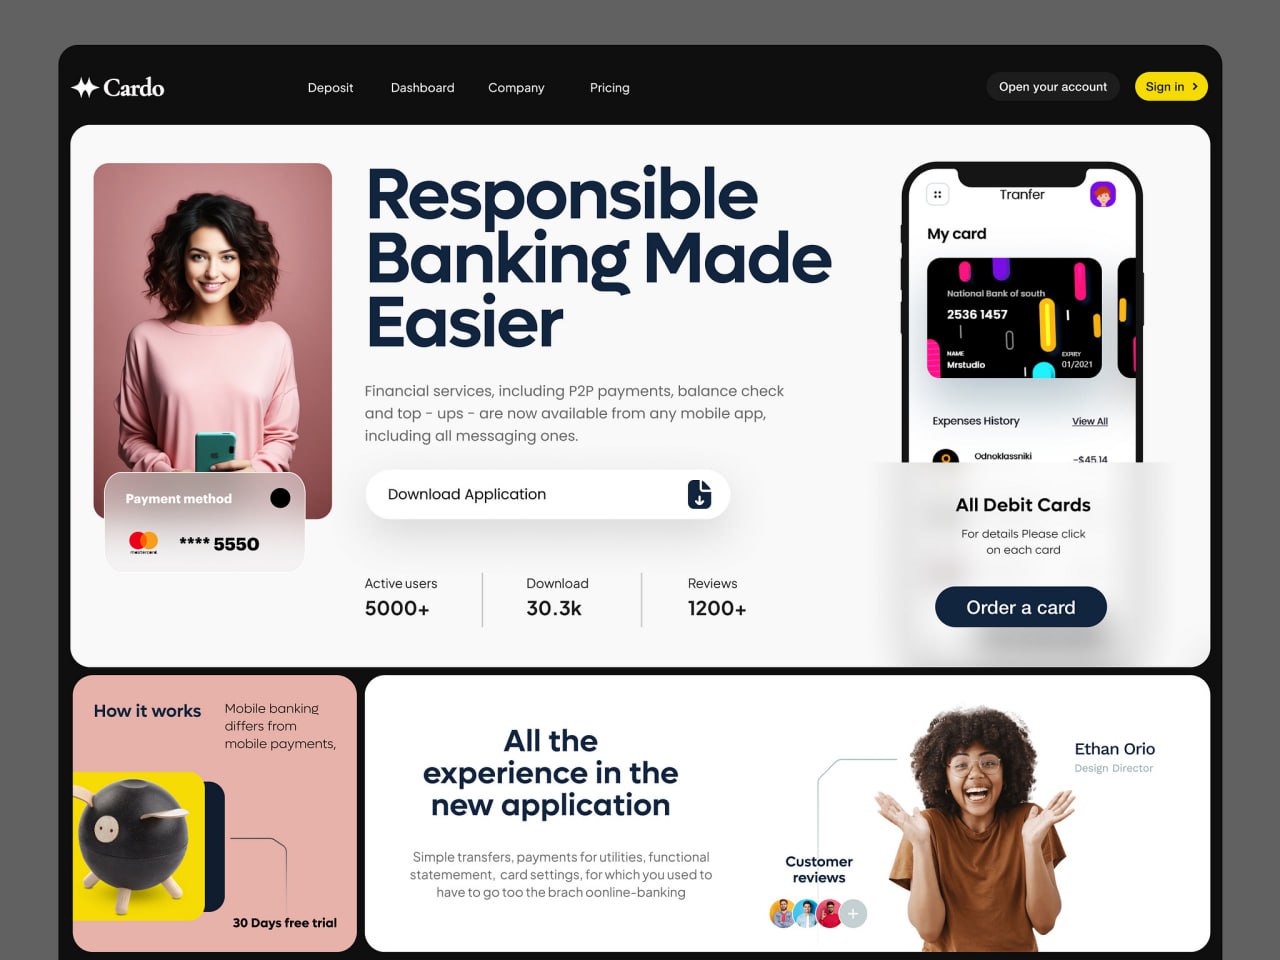 Cardo
Deposit
Dashboard
Company
Pricing
Open your account
Sign in
Responsible
Banking Made
Easier
Financial services, including P2P payments, balance check
and top - ups - are now available from any mobile app,
including all messaging ones.
Download Application
Active users
5000+
Download
30.3k
Reviews
1200+
Payment method
mastercard
**** 5550
Tranfer
My card
National Bank of south
2536 1457
NAME
Mrstudio
EXPIRY
01/2021
Expenses History
View All
Odnoklassniki
-$45.14
All Debit Cards
For details Please click
on each card
Order a card
How it works
Mobile banking
differs from
mobile payments,
30 Days free trial
All the
experience in the
new application
Simple transfers, payments for utilities, functional
statemement, card settings, for which you used to
have to go too the brach oonline-banking
Customer
reviews
Ethan Orio
Design Director